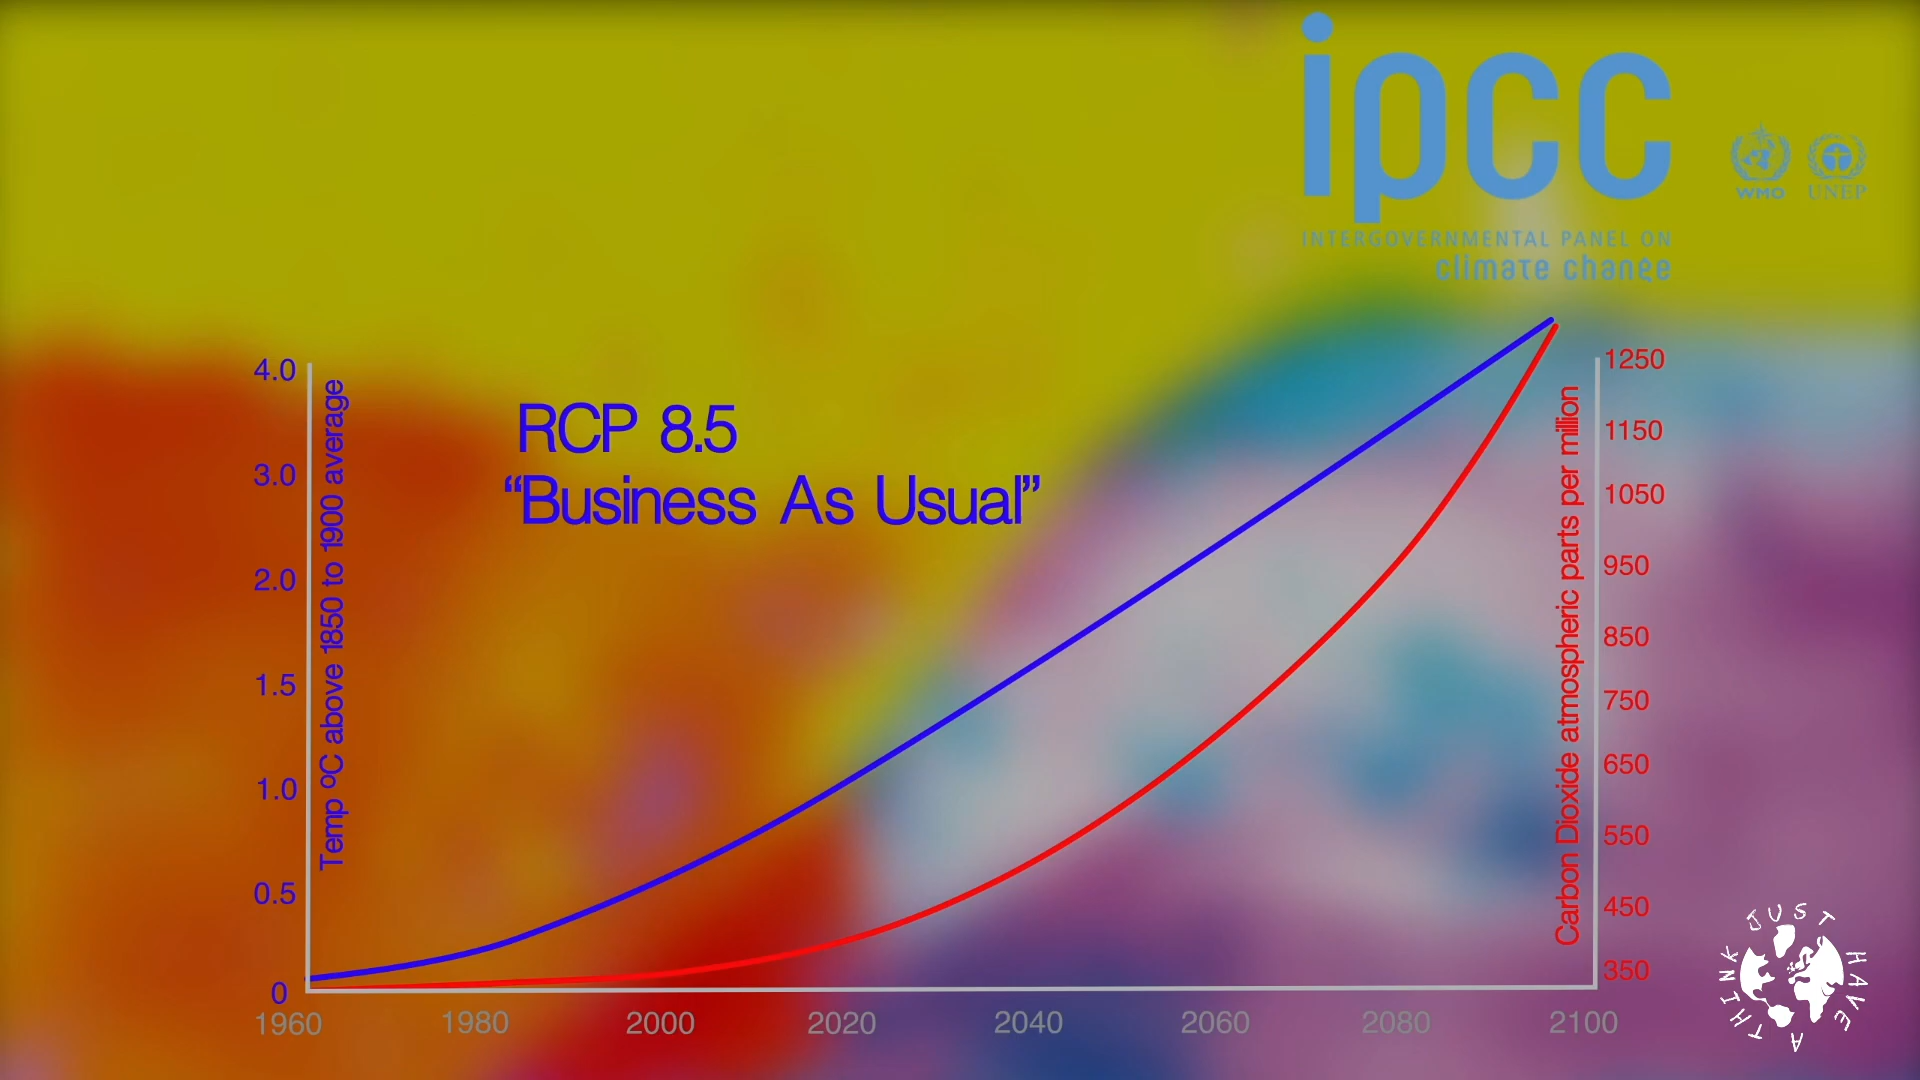 ipcc
INTERGOVERNMENTAL PANEL ON
climate change
WMO
UNEP
RCP 8.5
“Business As Usual”
4.0
3.0
2.0
1.5
1.0
0.5
0
Temp ºC above 1850 to 1900 average
1250
1150
1050
950
850
750
650
550
450
350
Carbon Dioxide atmospheric parts per million
1960 1980 2000 2020 2040 2060 2080 2100
JUST HAVE A THINK